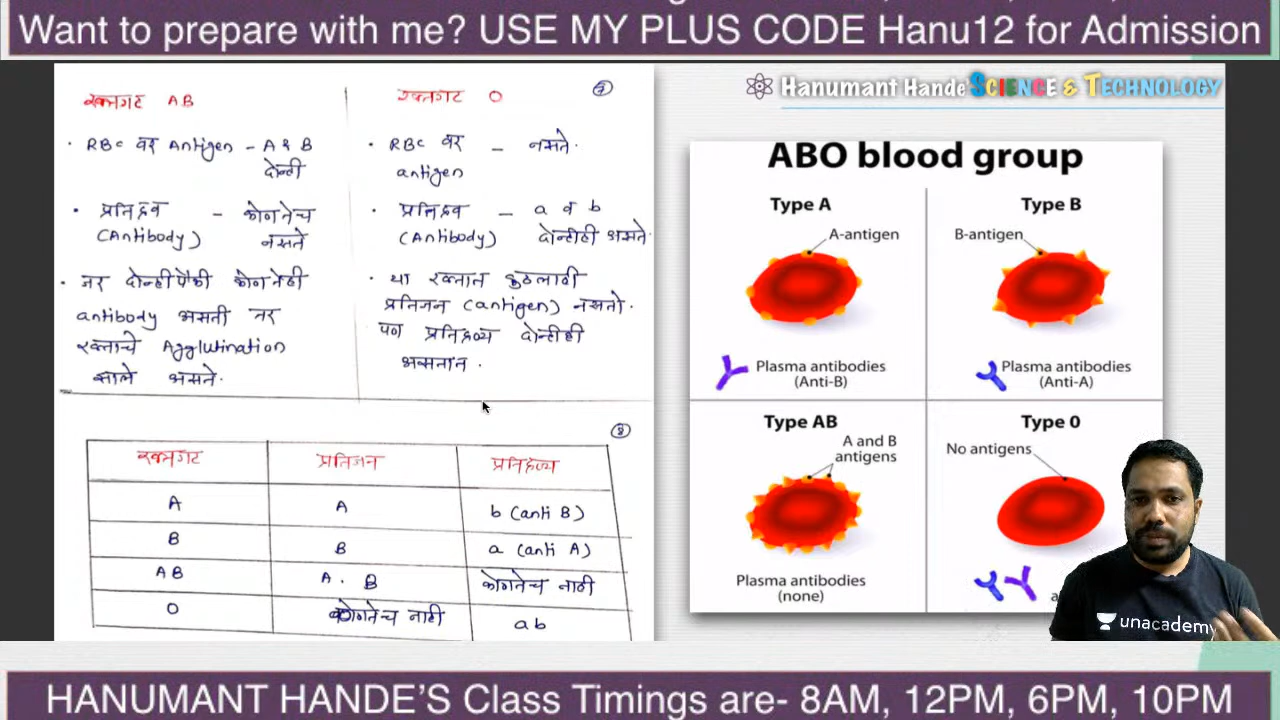 Want to prepare with me? USE MY PLUS CODE Hanu12 for Admission
Hanumant Hande's SCIENCE & TECHNOLOGY
रक्तगट AB
• RBC वर Antigen – A व B
दोन्ही
• प्रतिद्रव्य – कोणतेच
(Antibody) नसते
• जर दोन्हीपैकी कोणतेही
antibody असती तर
रक्ताचे Agglutination
झाले असते.
रक्तगट O
• RBC वर – नसते.
antigen
• प्रतिद्रव्य – a व b
(Antibody) दोन्हीही असते.
• या रक्तात कुठलाही
प्रतिजन (antigen) नसतो.
पण प्रतिद्रव्य दोन्हीही
असतात.
रक्तगट प्रतिजन प्रतिद्रव्य
A A b (anti B)
B B a (anti A)
AB A. B कोणतेच नाही
O कोणतेच नाही ab
ABO blood group
Type A
A-antigen
Plasma antibodies
(Anti-B)
Type B
B-antigen
Plasma antibodies
(Anti-A)
Type AB
A and B
antigens
Plasma antibodies
(none)
Type 0
No antigens
unacademy
HANUMANT HANDE'S Class Timings are- 8AM, 12PM, 6PM, 10PM